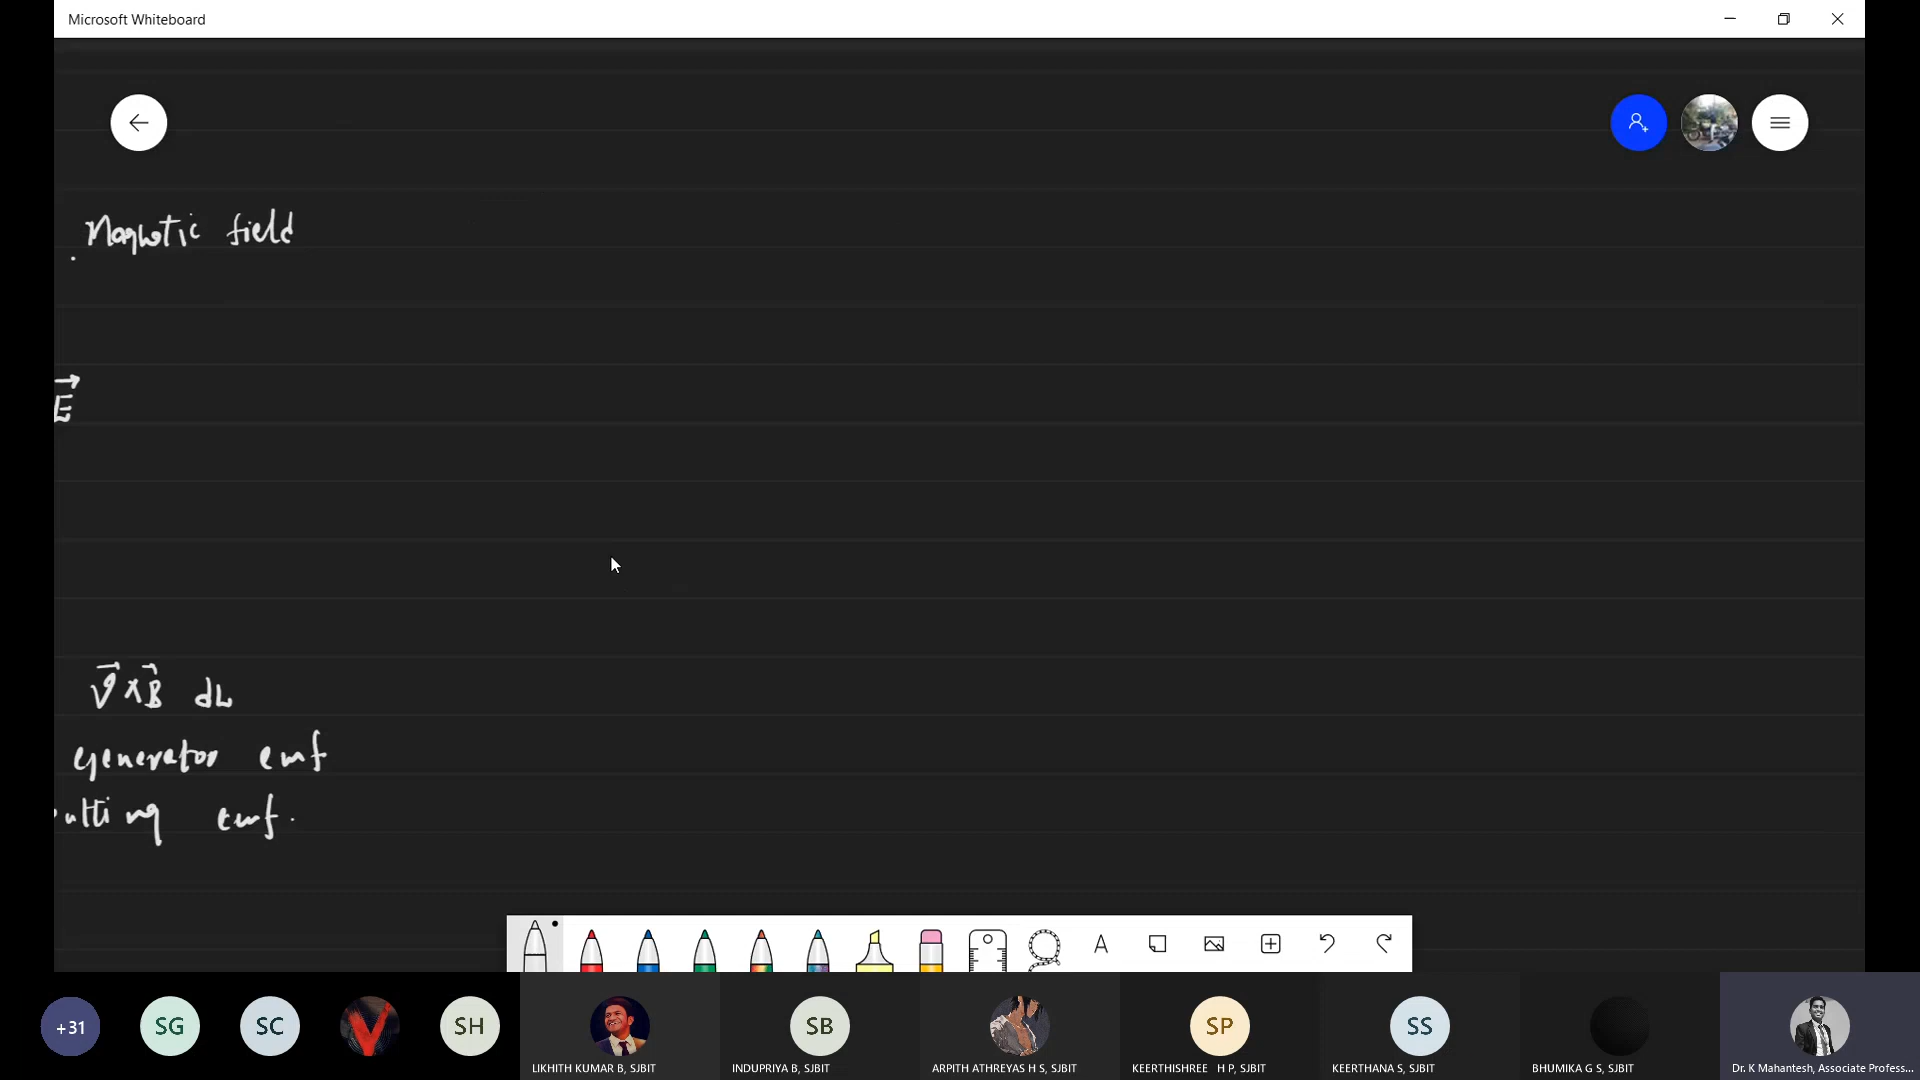 Microsoft Whiteboard
Magnetic field
E
V × B dL
generator emf
ulting emf.
A
+31
SG
SC
SH
SB
SP
SS
LIKHITH KUMAR B, SJBIT
INDUPRIYA B, SJBIT
ARPITH ATHREYAS H S, SJBIT
KEERTHISHREE H P, SJBIT
KEERTHANA S, SJBIT
BHUMIKA G S, SJBIT
Dr. K Mahantesh, Associate Profess...